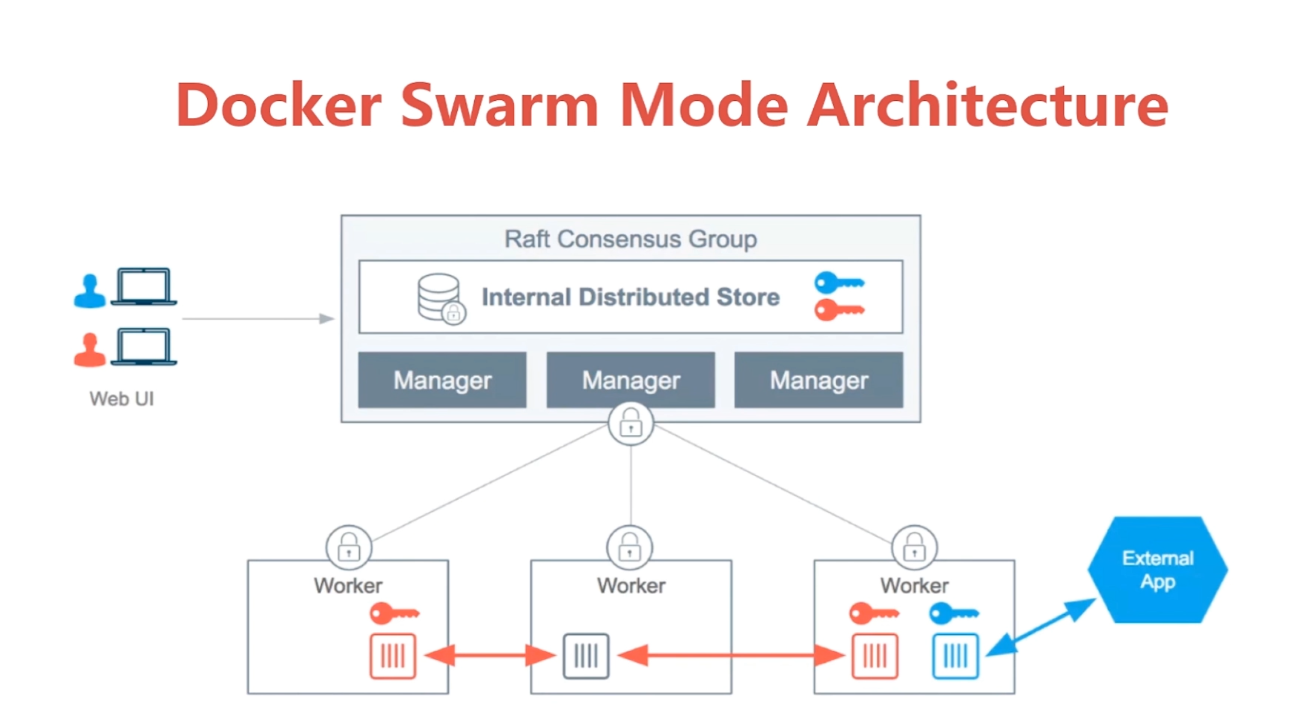 Docker Swarm Mode Architecture
Raft Consensus Group
Internal Distributed Store
Manager
Manager
Manager
Web UI
Worker
Worker
Worker
External
App